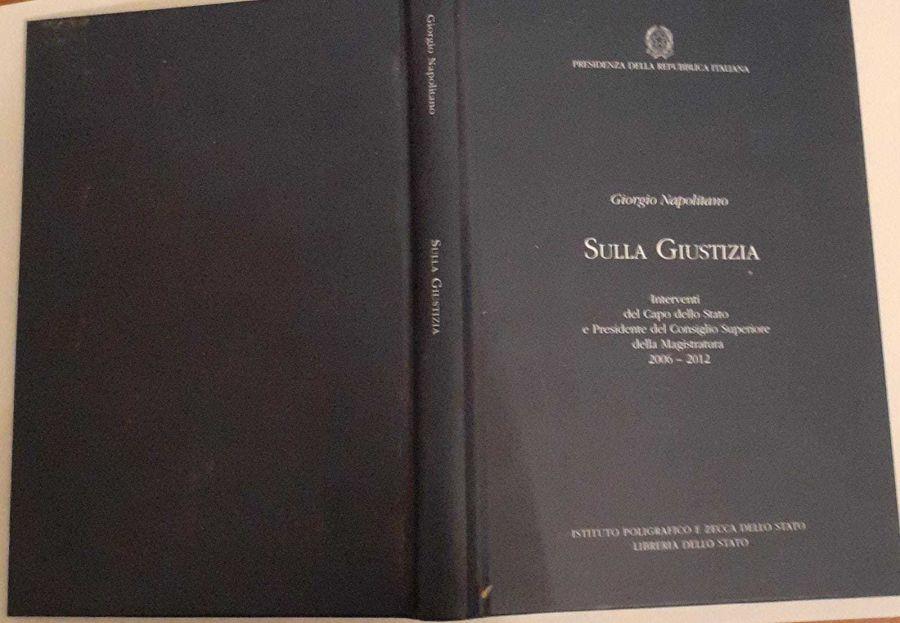 Giorgio Napolitano
SULLA GIUSTIZIA
PRESIDENZA DELLA REPUBBLICA ITALIANA
Giorgio Napolitano
SULLA GIUSTIZIA
Interventi
del Capo dello Stato
e Presidente del Consiglio Superiore
della Magistratura
2006 – 2012
ISTITUTO POLIGRAFICO E ZECCA DELLO STATO
LIBRERIA DELLO STATO